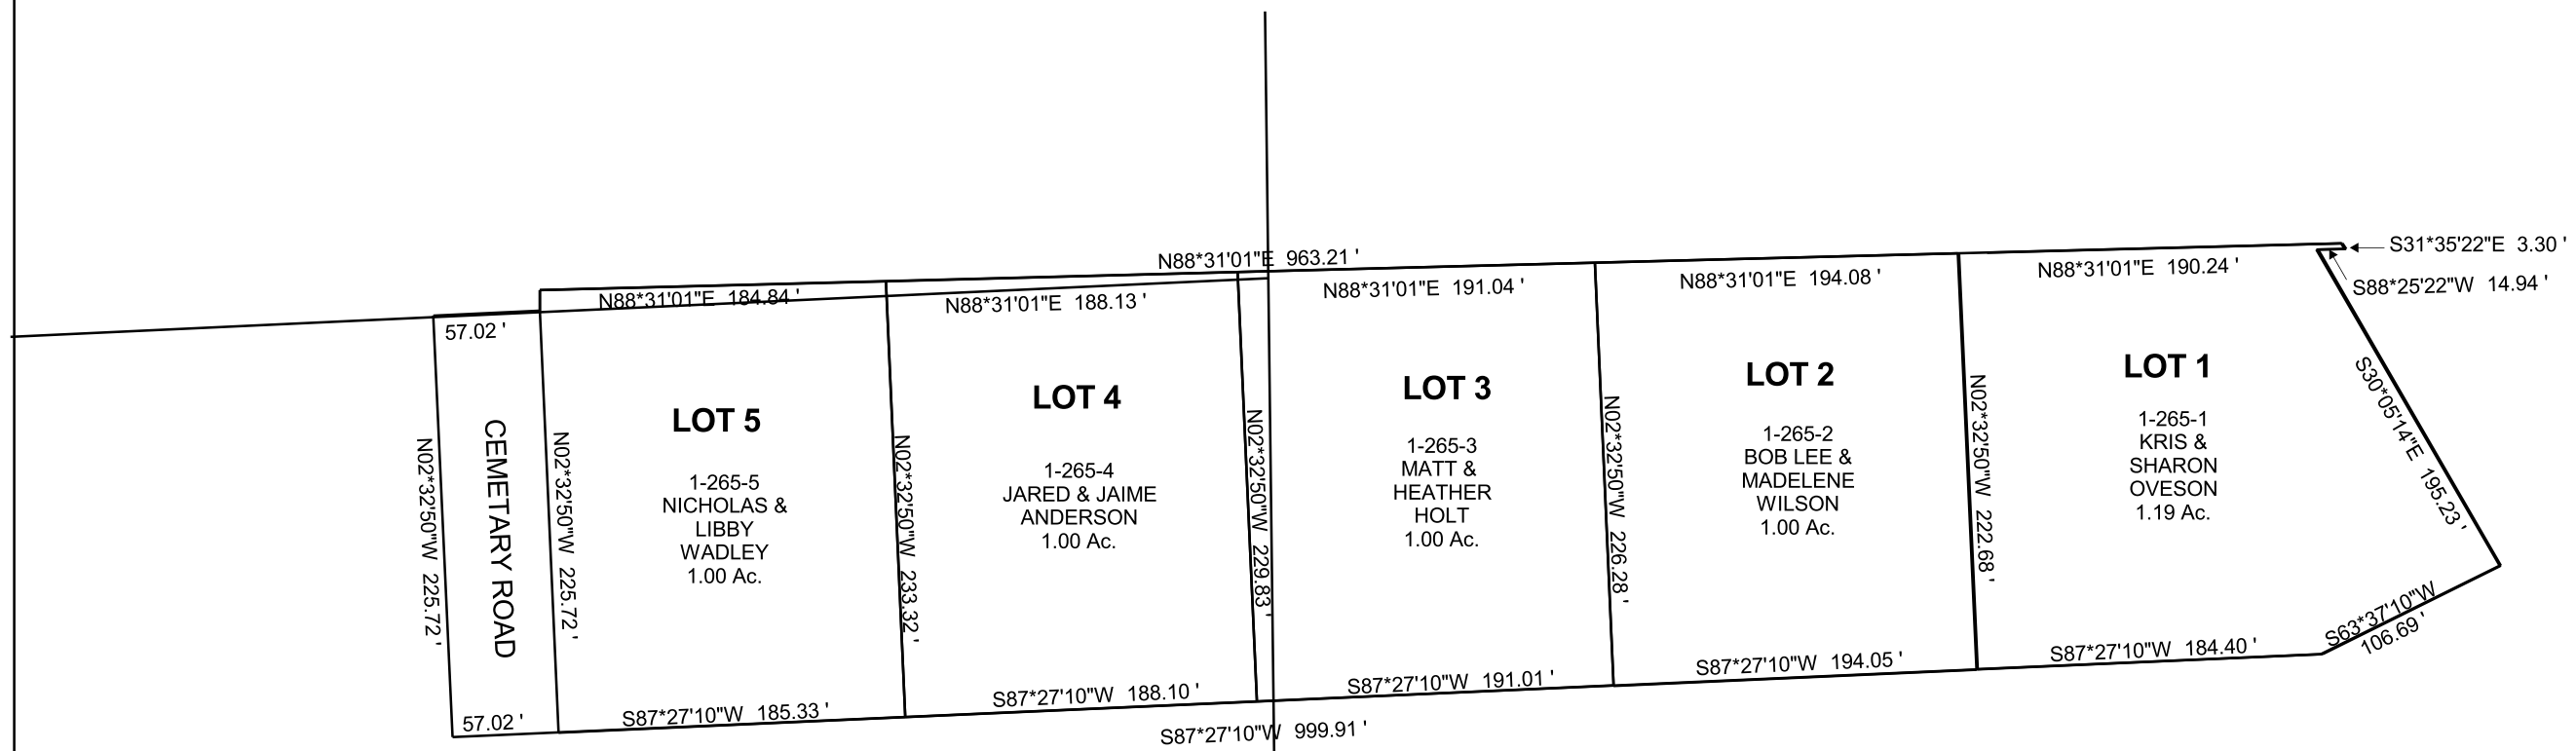 N88*31'01"E 963.21 '
S31*35'22"E 3.30 '
S88*25'22"W 14.94 '
N88*31'01"E 184.84 '
N88*31'01"E 188.13 '
N88*31'01"E 191.04 '
N88*31'01"E 194.08 '
N88*31'01"E 190.24 '
57.02 '
N02*32'50"W 225.72 '
CEMETARY ROAD
N02*32'50"W 225.72 '
LOT 5
1-265-5
NICHOLAS &
LIBBY
WADLEY
1.00 Ac.
N02*32'50"W 233.32 '
LOT 4
1-265-4
JARED & JAIME
ANDERSON
1.00 Ac.
N02*32'50"W 229.83 '
LOT 3
1-265-3
MATT &
HEATHER
HOLT
1.00 Ac.
N02*32'50"W 226.28 '
LOT 2
1-265-2
BOB LEE &
MADELENE
WILSON
1.00 Ac.
N02*32'50"W 222.68 '
LOT 1
1-265-1
KRIS &
SHARON
OVESON
1.19 Ac.
S30*05'14"E 195.23 '
S63*37'10"W
106.69'
57.02 '
S87*27'10"W 185.33 '
S87*27'10"W 188.10 '
S87*27'10"W 191.01 '
S87*27'10"W 194.05 '
S87*27'10"W 184.40 '
S87*27'10"W 999.91 '